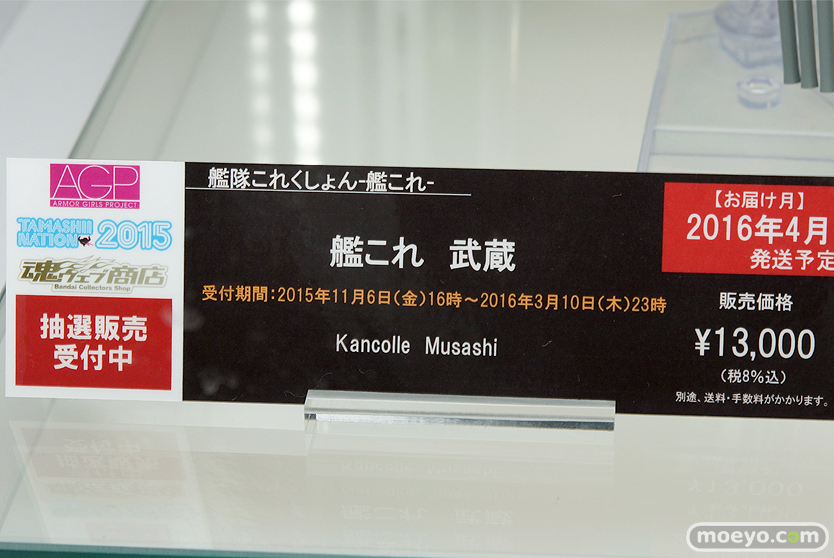 AGP
ARMOR GIRLS PROJECT
TAMASHII
NATION 2015
魂ウェブ商店
Bandai Collectors Shop
抽選販売
受付中
艦隊これくしょん-艦これ-
艦これ 武蔵
受付期間:2015年11月6日(金)16時～2016年3月10日(木)23時
Kancolle Musashi
【お届け月】
2016年4月
発送予定
販売価格
¥13,000
(税8%込)
別途、送料・手数料がかかります。
moeyo.com